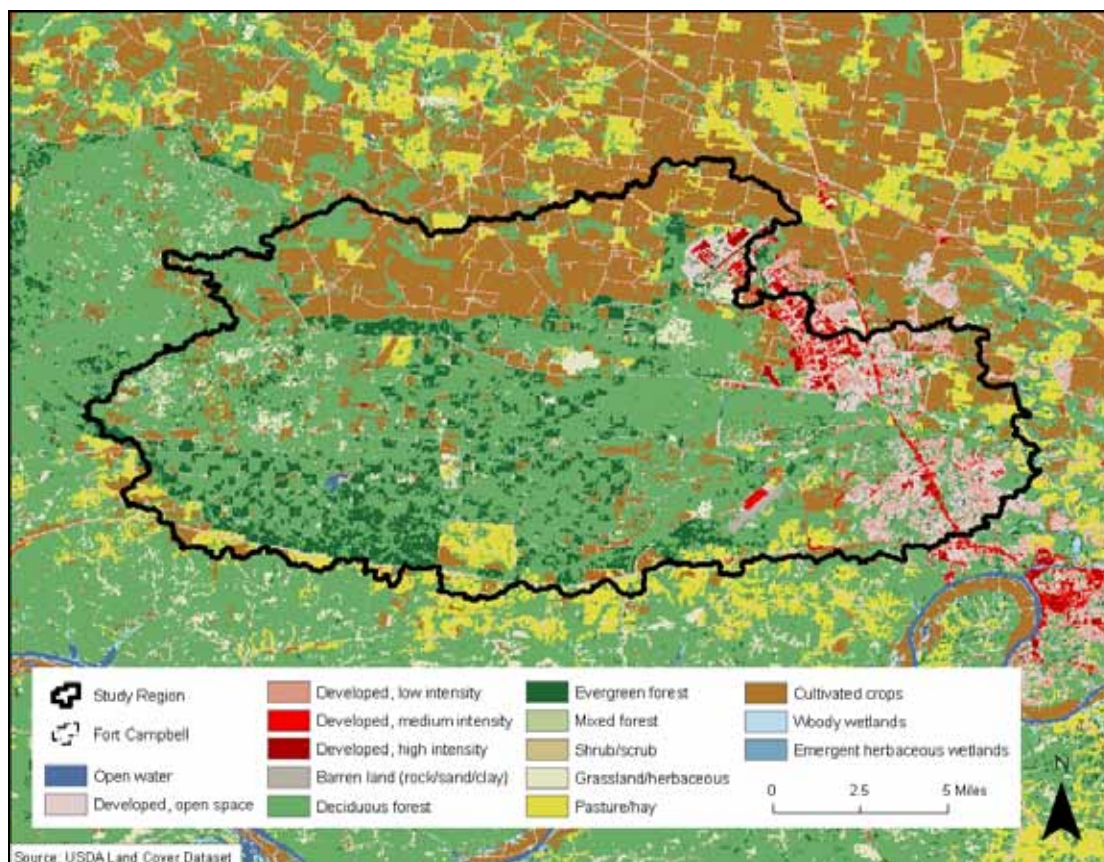 Study Region
Fort Campbell
Open water
Developed, open space
Developed, low intensity
Developed, medium intensity
Developed, high intensity
Barren land (rock/sand/clay)
Deciduous forest
Evergreen forest
Mixed forest
Shrub/scrub
Grassland/herbaceous
Pasture/hay
Cultivated crops
Woody wetlands
Emergent herbaceous wetlands
0 2.5 5 Miles
N
Source: USDA Land Cover Dataset